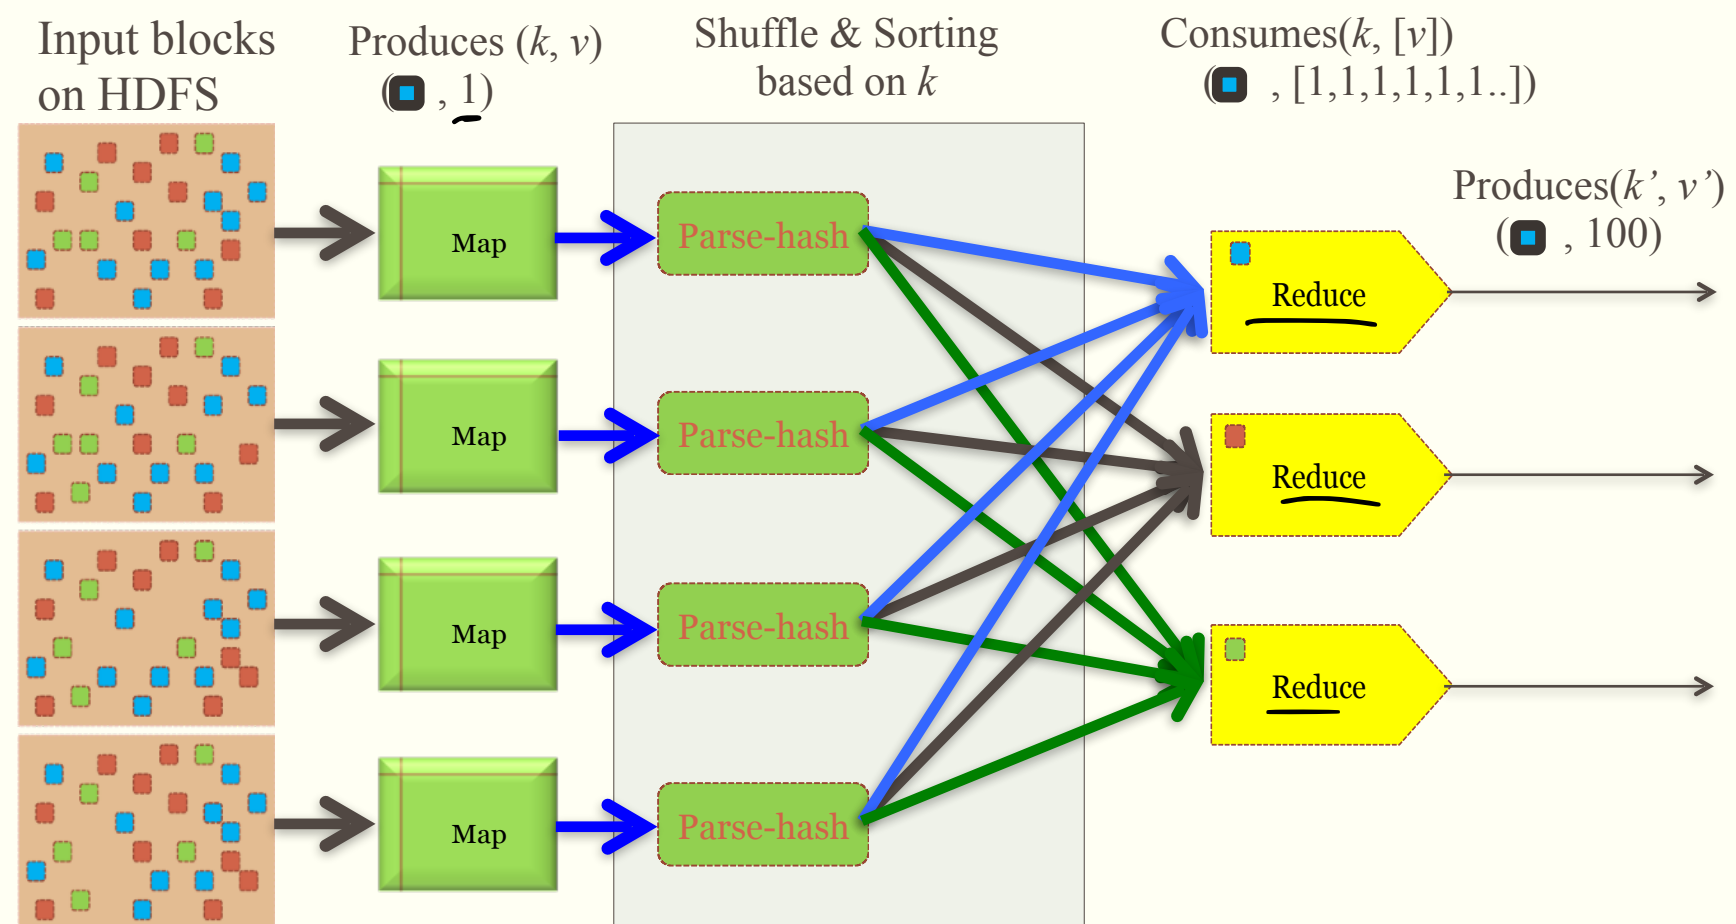 Input blocks
on HDFS
Produces (k, v)
( , 1)
Shuffle & Sorting
based on k
Consumes(k, [v])
( , [1,1,1,1,1,1..])
Produces(k’, v’)
( , 100)
Map
Parse-hash
Reduce
Map
Parse-hash
Reduce
Map
Parse-hash
Reduce
Map
Parse-hash